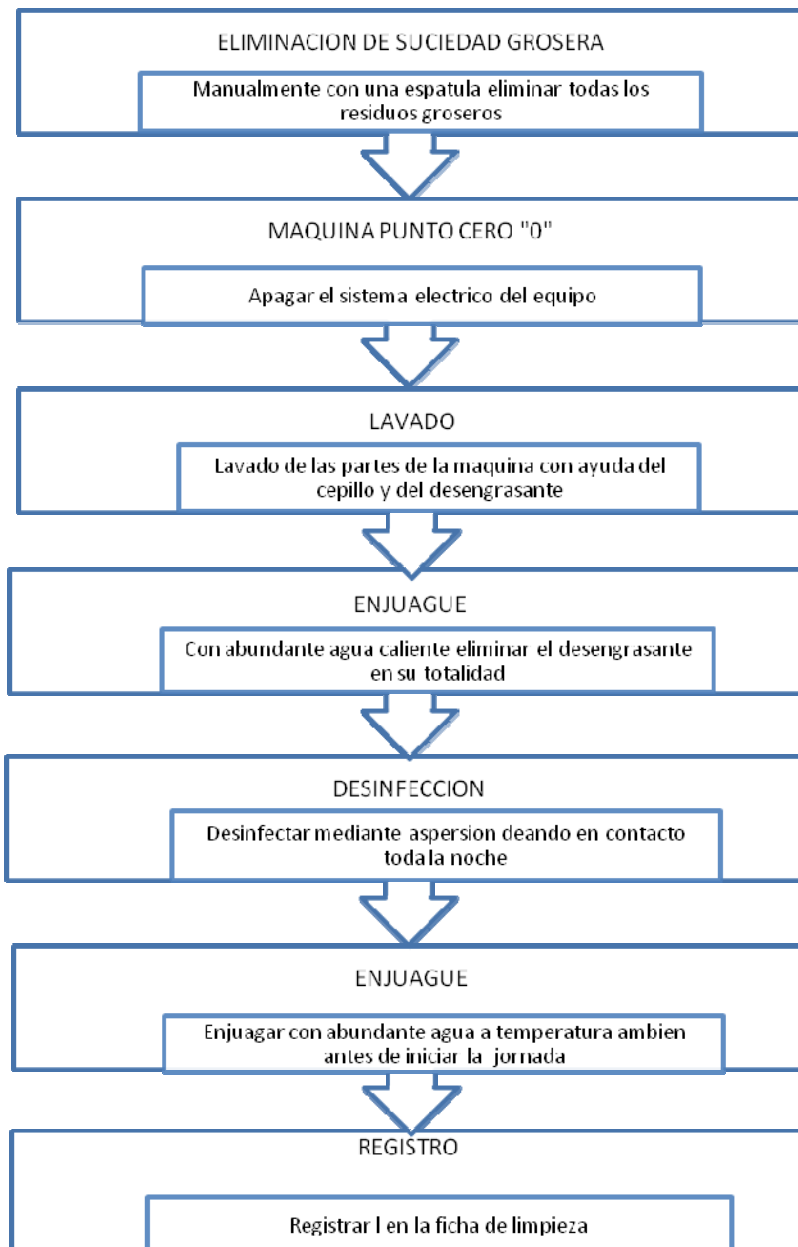 ELIMINACION DE SUCIEDAD GROSERA
Manualmente con una espatula eliminar todas los
residuos groseros
MAQUINA PUNTO CERO "0"
Apagar el sistema electrico del equipo
LAVADO
Lavado de las partes de la maquina con ayuda del
cepillo y del desengrasante
ENJUAGUE
Con abundante agua caliente eliminar el desengrasante
en su totalidad
DESINFECCION
Desinfectar mediante aspersion deando en contacto
toda la noche
ENJUAGUE
Enjuagar con abundante agua a temperatura ambien
antes de iniciar la jornada
REGISTRO
Registrar l en la ficha de limpieza